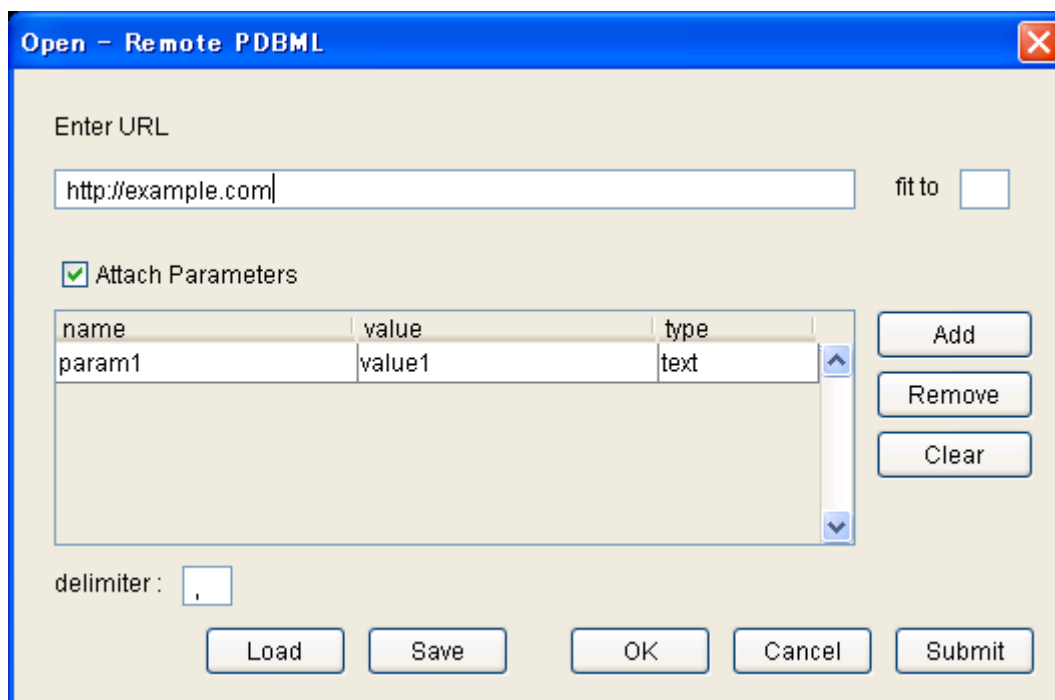 Open - Remote PDBML
Enter URL
http://example.com
fit to
Attach Parameters
name value type
param1 value1 text
Add
Remove
Clear
delimiter : ,
Load Save OK Cancel Submit